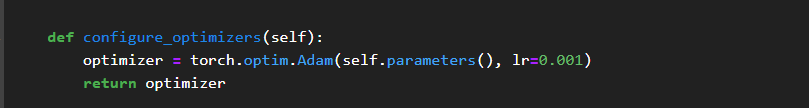 def configure_optimizers(self):
    optimizer = torch.optim.Adam(self.parameters(), lr=0.001)
    return optimizer